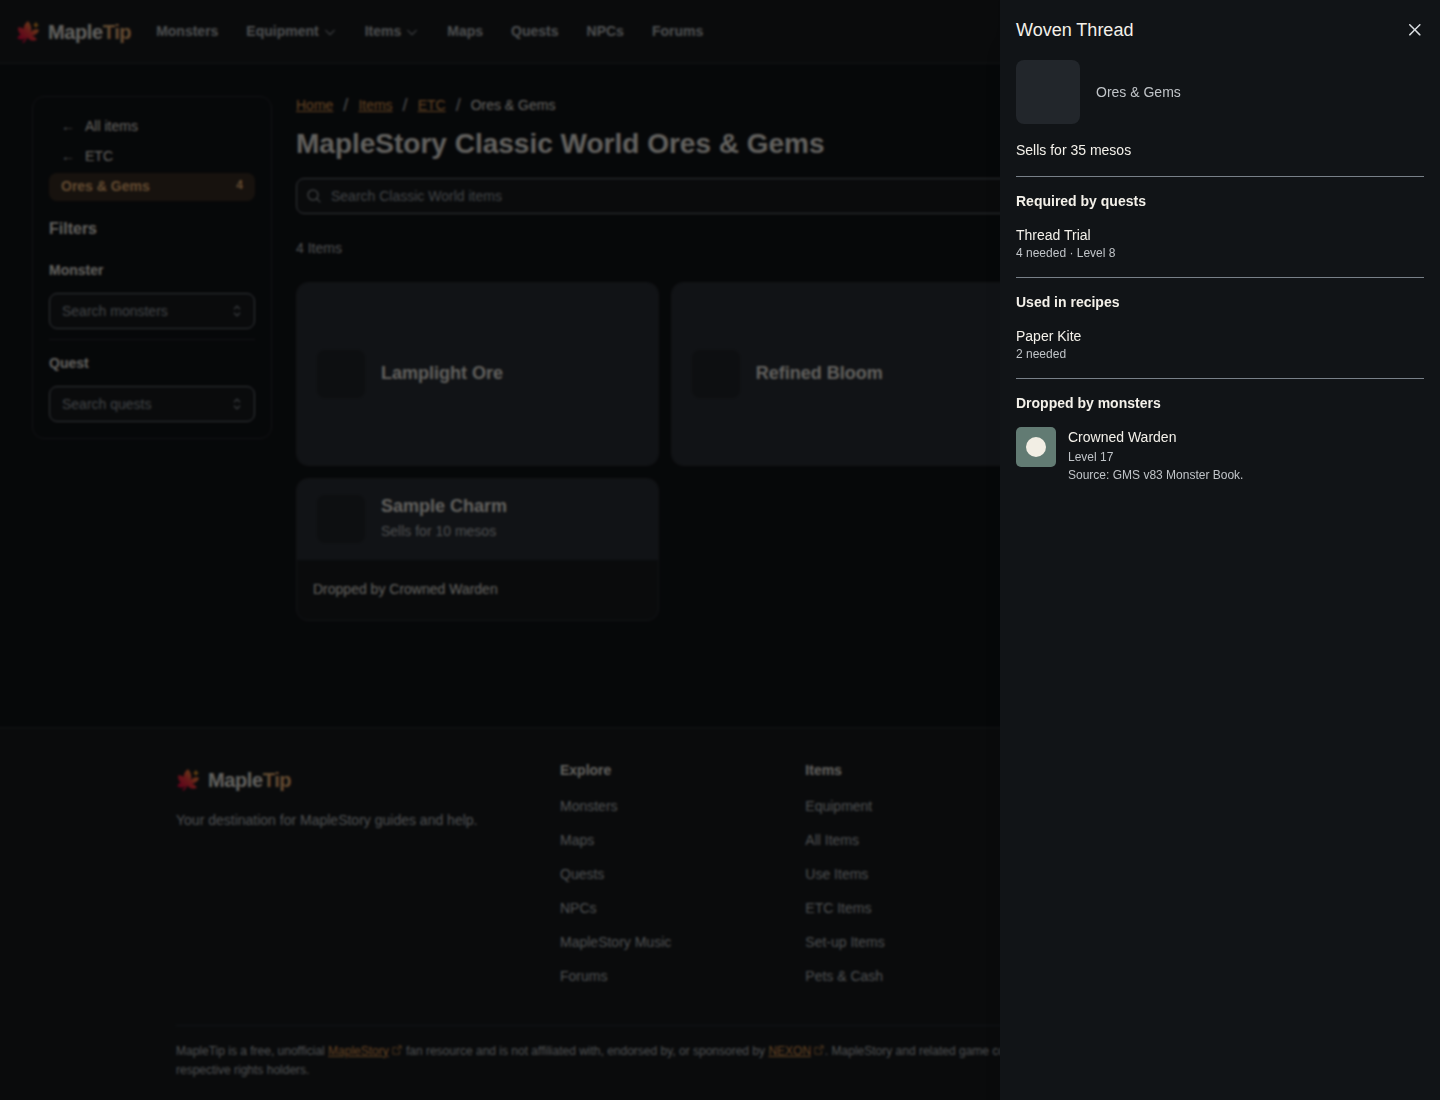 MapleTip
Monsters
Equipment
Items
Maps
Quests
NPCs
Forums
← All items
← ETC
Ores & Gems 4
Filters
Monster
Search monsters
Quest
Search quests
Home / Items / ETC / Ores & Gems
MapleStory Classic World Ores & Gems
Search Classic World items
4 Items
Lamplight Ore
Refined Bloom
Sample Charm
Sells for 10 mesos
Dropped by Crowned Warden
MapleTip
Your destination for MapleStory guides and help.
Explore
Monsters
Maps
Quests
NPCs
MapleStory Music
Forums
Items
Equipment
All Items
Use Items
ETC Items
Set-up Items
Pets & Cash
MapleTip is a free, unofficial MapleStory fan resource and is not affiliated with, endorsed by, or sponsored by NEXON. MapleStory and related game
respective rights holders.
Woven Thread
Ores & Gems
Sells for 35 mesos
Required by quests
Thread Trial
4 needed · Level 8
Used in recipes
Paper Kite
2 needed
Dropped by monsters
Crowned Warden
Level 17
Source: GMS v83 Monster Book.